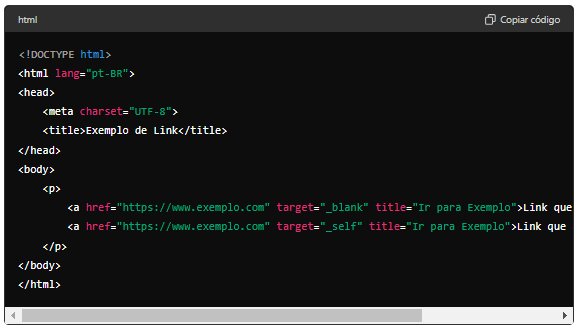 html
Copiar código
<!DOCTYPE html>
<html lang="pt-BR">
<head>
    <meta charset="UTF-8">
    <title>Exemplo de Link</title>
</head>
<body>
    <p>
        <a href="https://www.exemplo.com" target="_blank" title="Ir para Exemplo">Link que
        <a href="https://www.exemplo.com" target="_self" title="Ir para Exemplo">Link que
    </p>
</body>
</html>